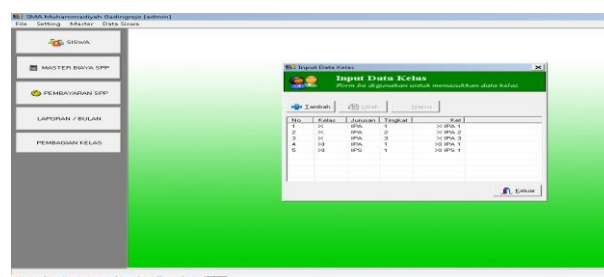 SMA Muhammadiyah Gadingrejo [admin]
File Setting Master Data Siswa
SISWA
MASTER BIAYA SPP
PEMBAYARAN SPP
LAPORAN / BULAN
PEMBAGIAN KELAS
Input Data Kelas
Input Data Kelas
Form ini digunakan untuk memasukkan data kelas
Tambah Ubah Hapus
No Kelas Jurusan Tingkat Ket
1 X IPA 1 X IPA 1
2 X IPA 2 X IPA 2
3 X IPA 3 X IPA 3
4 XI IPA 1 XI IPA 1
5 XI IPS 1 XI IPS 1
Keluar